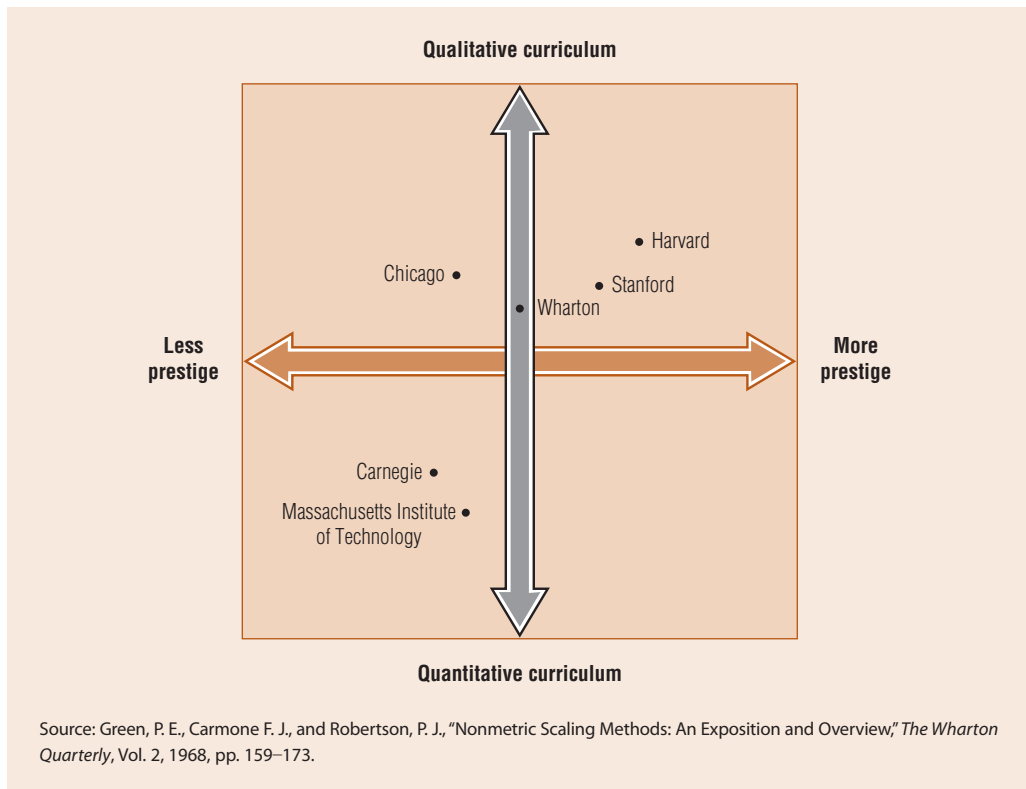 Qualitative curriculum
Harvard
Chicago
Stanford
Wharton
Less
prestige
More
prestige
Carnegie
Massachusetts Institute
of Technology
Quantitative curriculum
Source: Green, P. E., Carmone F. J., and Robertson, P. J., “Nonmetric Scaling Methods: An Exposition and Overview,” The Wharton
Quarterly, Vol. 2, 1968, pp. 159–173.